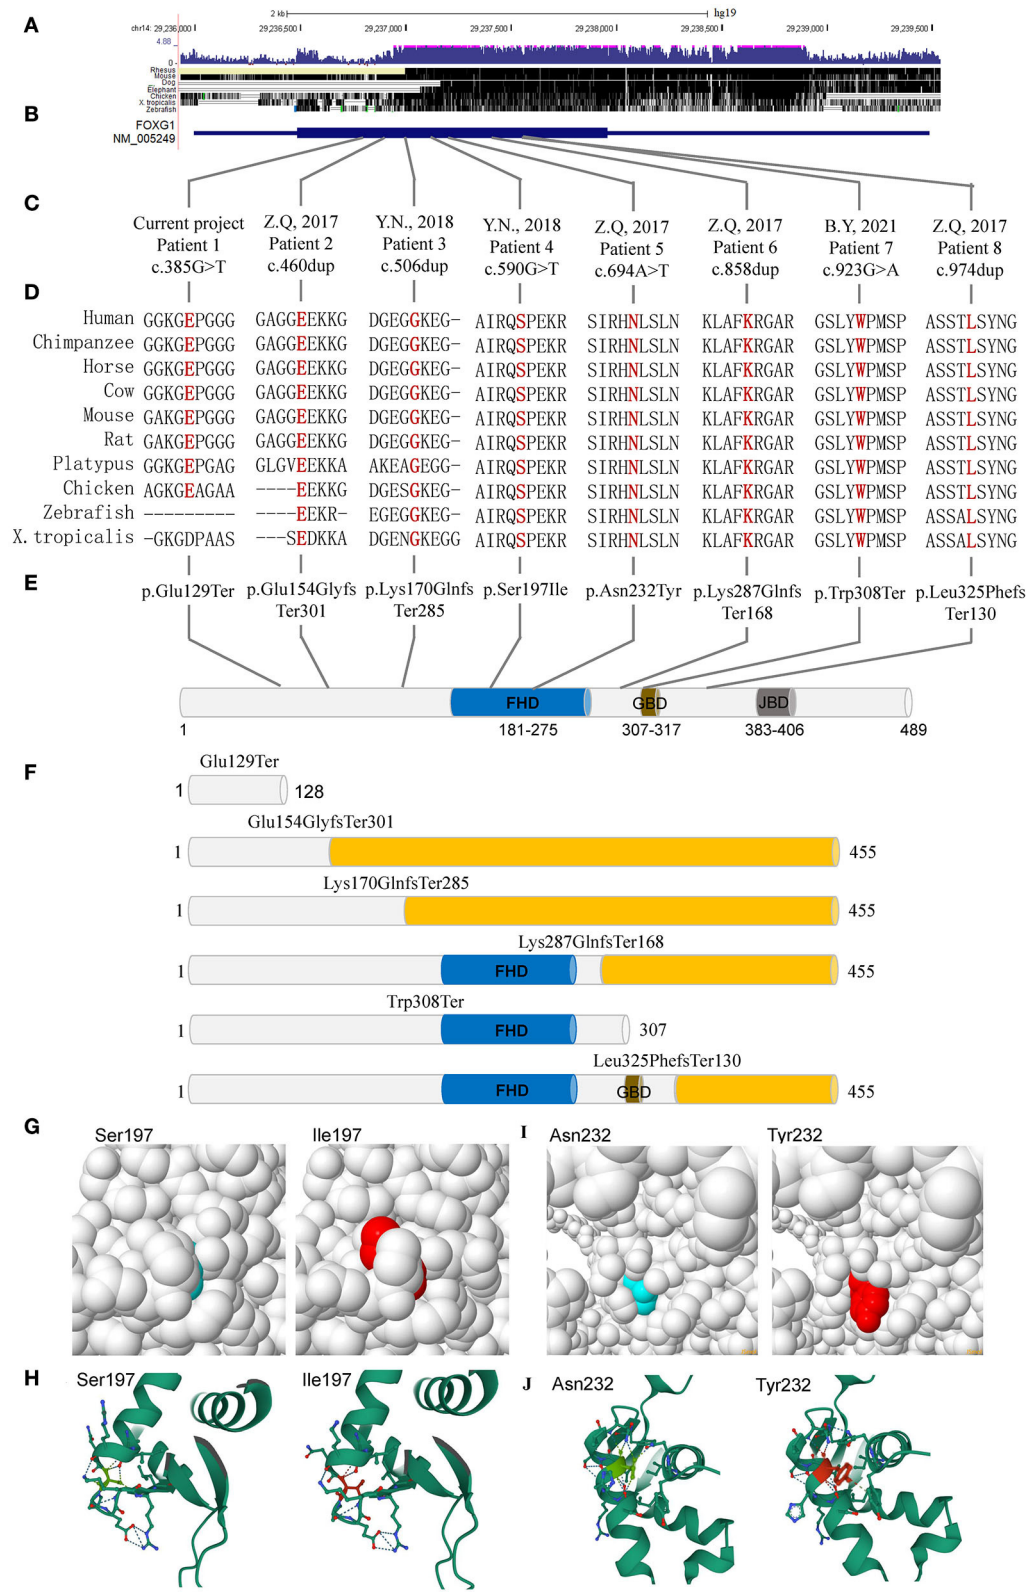 A
2 kb
hg19
chr14: 29,236,000 29,236,500 29,237,000 29,237,500 29,238,000 29,238,500 29,239,000 29,239,500
4.88
0
Rhesus
Mouse
Dog
Elephant
Chicken
X. tropicalis
Zebrafish
B
FOXG1
NM_005249
C
Current project Z.Q, 2017 Y.N., 2018 Y.N., 2018 Z.Q, 2017 Z.Q, 2017 B.Y, 2021 Z.Q, 2017
Patient 1 Patient 2 Patient 3 Patient 4 Patient 5 Patient 6 Patient 7 Patient 8
c.385G>T c.460dup c.506dup c.590G>T c.694A>T c.858dup c.923G>A c.974dup
D
Human GGKGEPGGG GAGGEEKKG DGEGGKEG- AIRQSPEKR SIRHNLSLN KLAFKRGAR GSLYWPMSP ASSTLSYNG
Chimpanzee GGKGEPGGG GAGGEEKKG DGEGGKEG- AIRQSPEKR SIRHNLSLN KLAFKRGAR GSLYWPMSP ASSTLSYNG
Horse GGKGEPGGG GAGGEEKKG DGEGGKEG- AIRQSPEKR SIRHNLSLN KLAFKRGAR GSLYWPMSP ASSTLSYNG
Cow GGKGEPGGG GAGGEEKKG DGEGGKEG- AIRQSPEKR SIRHNLSLN KLAFKRGAR GSLYWPMSP ASSTLSYNG
Mouse GAKGEPGGG GAGGEEKKG DGEGGKEG- AIRQSPEKR SIRHNLSLN KLAFKRGAR GSLYWPMSP ASSTLSYNG
Rat GAKGEPGGG GAGGEEKKG DGEGGKEG- AIRQSPEKR SIRHNLSLN KLAFKRGAR GSLYWPMSP ASSTLSYNG
Platypus GGKGEPGAG GLGVEEKKA AKEAGEGG- AIRQSPEKR SIRHNLSLN KLAFKRGAR GSLYWPMSP ASSTLSYNG
Chicken AGKGEAGAA ----EEKKG DGESGKEG- AIRQSPEKR SIRHNLSLN KLAFKRGAR GSLYWPMSP ASSTLSYNG
Zebrafish --------- ----EEKR- EGEGGKEG- AIRQSPEKR SIRHNLSLN KLAFKRGAR GSLYWPMSP ASSALSYNG
X. tropicalis -GKGDPAAS ---SEDKKA DGENGKEGG AIRQSPEKR SIRHNLSLN KLAFKRGAR GSLYWPMSP ASSALSYNG
E
p.Glu129Ter p.Glu154Glyfs p.Lys170Glnfs p.Ser197Ile p.Asn232Tyr p.Lys287Glnfs p.Trp308Ter p.Leu325Phefs
Ter301 Ter285 Ter168 Ter130
FHD GBD JBD
1 181-275 307-317 383-406 489
F
Glu129Ter
1 128
Glu154GlyfsTer301
1 455
Lys170GlnfsTer285
1 455
Lys287GlnfsTer168
1 FHD 455
Trp308Ter
1 FHD 307
Leu325PhefsTer130
1 FHD GBD 455
G
Ser197 Ile197
I
Asn232 Tyr232
H
Ser197 Ile197
J
Asn232 Tyr232